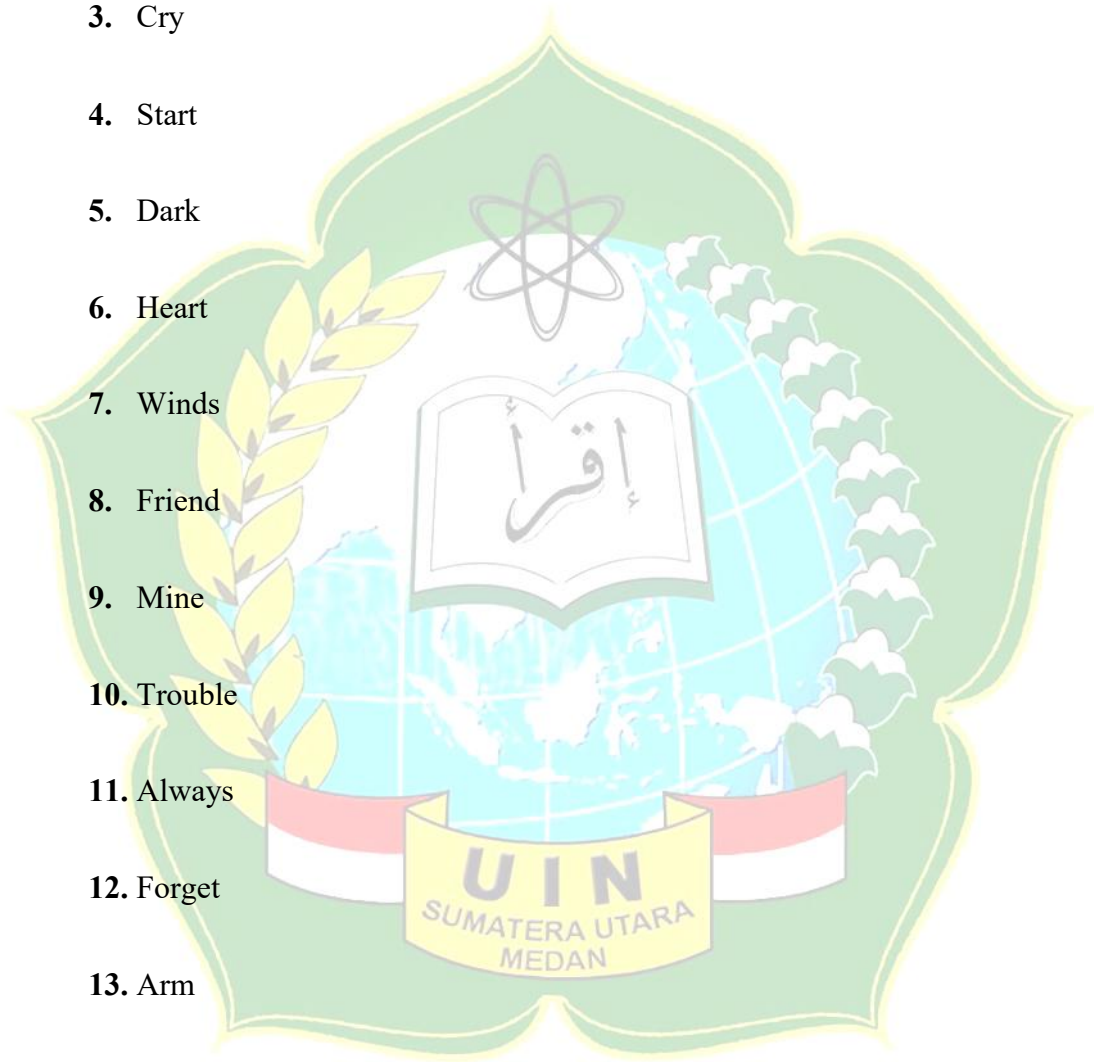 3. Cry
4. Start
5. Dark
6. Heart
7. Winds
إقرأ
8. Friend
9. Mine
10. Trouble
11. Always
UIN
12. Forget
SUMATERA UTARA
MEDAN
13. Arm